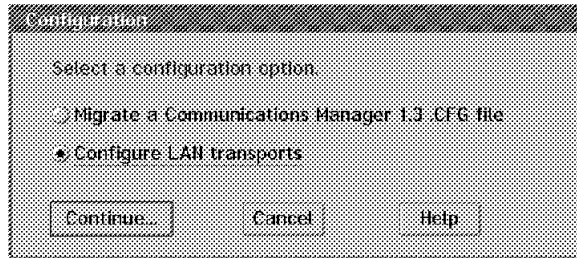 Configuration
Select a configuration option.
Migrate a Communications Manager 1.3 .CFG file
Configure LAN transports
Continue... Cancel Help